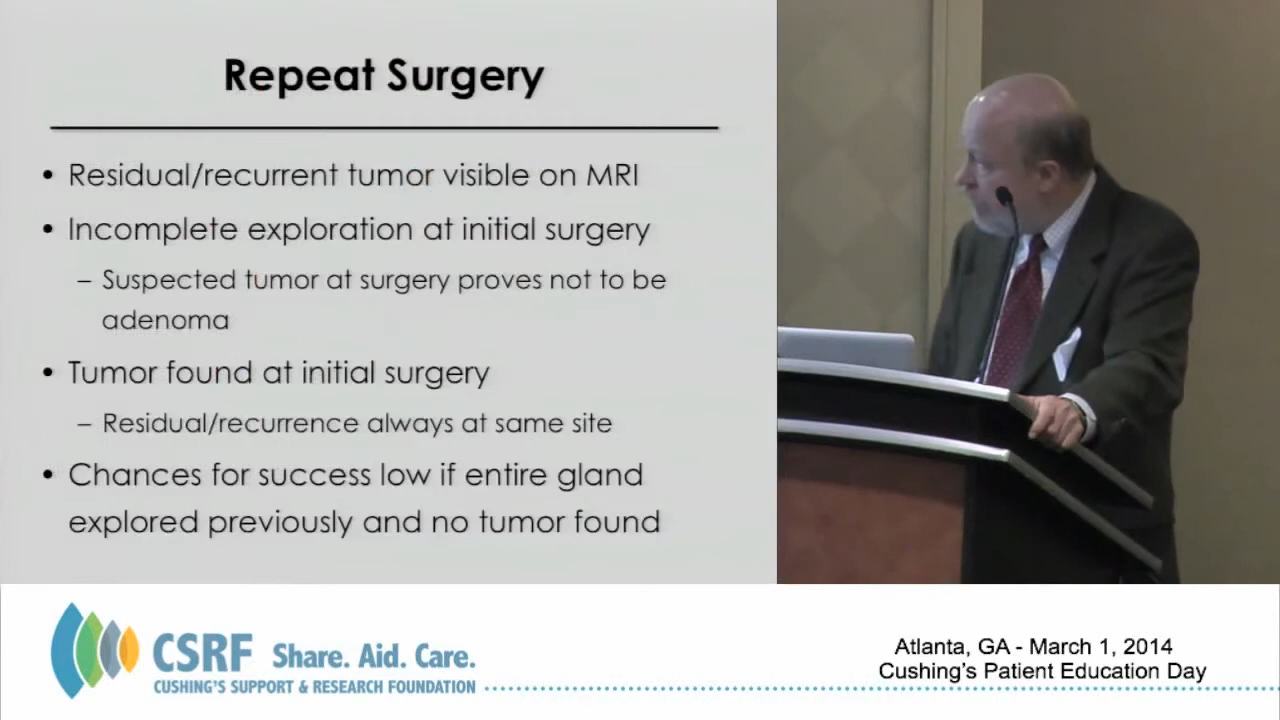 Repeat Surgery
• Residual/recurrent tumor visible on MRI
• Incomplete exploration at initial surgery
– Suspected tumor at surgery proves not to be
adenoma
• Tumor found at initial surgery
– Residual/recurrence always at same site
• Chances for success low if entire gland
explored previously and no tumor found
CSRF Share. Aid. Care.
CUSHING'S SUPPORT & RESEARCH FOUNDATION
Atlanta, GA - March 1, 2014
Cushing's Patient Education Day